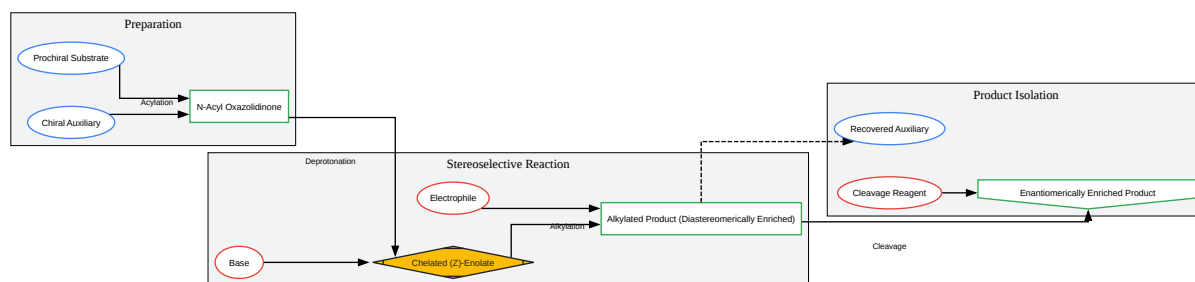 Preparation
Prochiral Substrate
Acylation
N-Acyl Oxazolidinone
Chiral Auxiliary
Deprotonation
Stereoselective Reaction
Electrophile
Alkylation
Alkylated Product (Diastereomerically Enriched)
Base
Chelated (Z)-Enolate
Product Isolation
Recovered Auxiliary
Cleavage Reagent
Enantiomerically Enriched Product
Cleavage